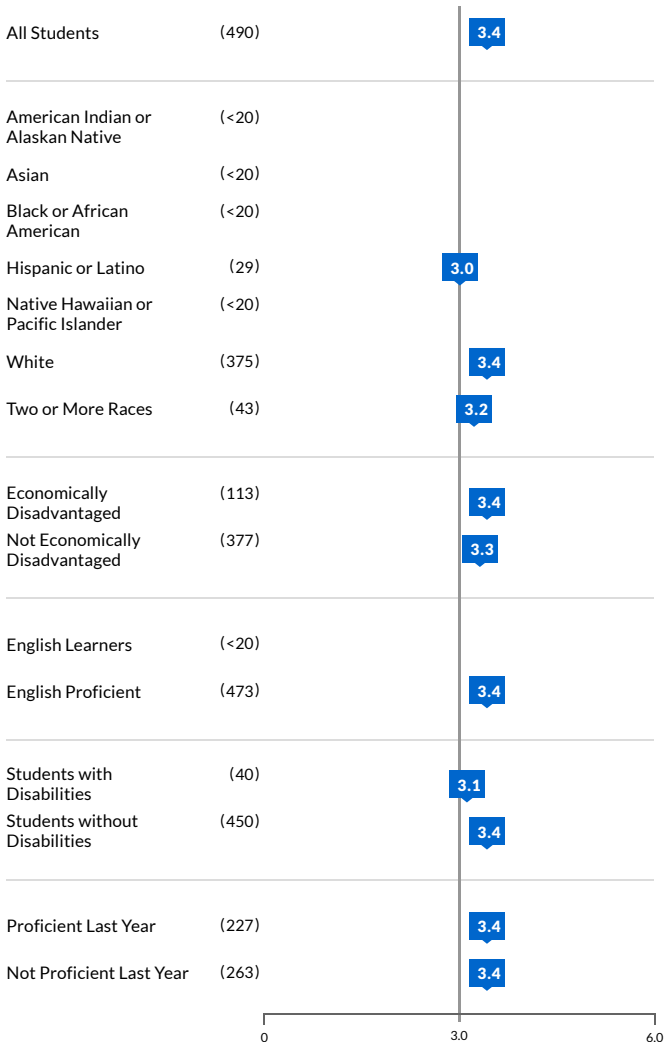 All Students (490) 3.4
American Indian or (<20)
Alaskan Native
Asian (<20)
Black or African (<20)
American
Hispanic or Latino (29) 3.0
Native Hawaiian or (<20)
Pacific Islander
White (375) 3.4
Two or More Races (43) 3.2
Economically (113) 3.4
Disadvantaged
Not Economically (377) 3.3
Disadvantaged
English Learners (<20)
English Proficient (473) 3.4
Students with (40) 3.1
Disabilities
Students without (450) 3.4
Disabilities
Proficient Last Year (227) 3.4
Not Proficient Last Year (263) 3.4
0 3.0 6.0